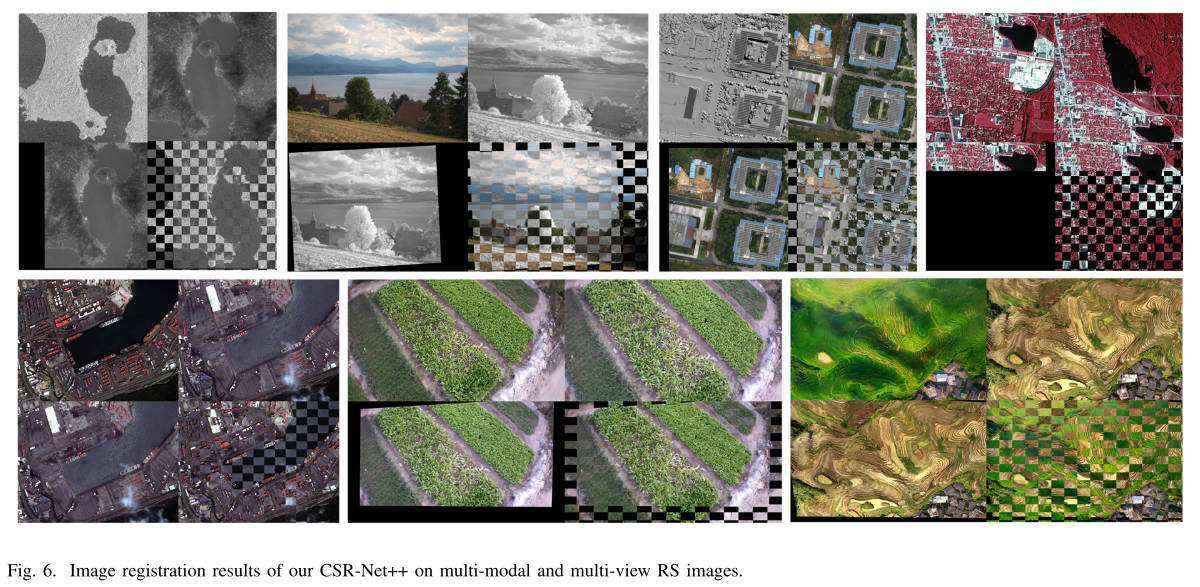 Fig. 6. Image registration results of our CSR-Net++ on multi-modal and multi-view RS images.